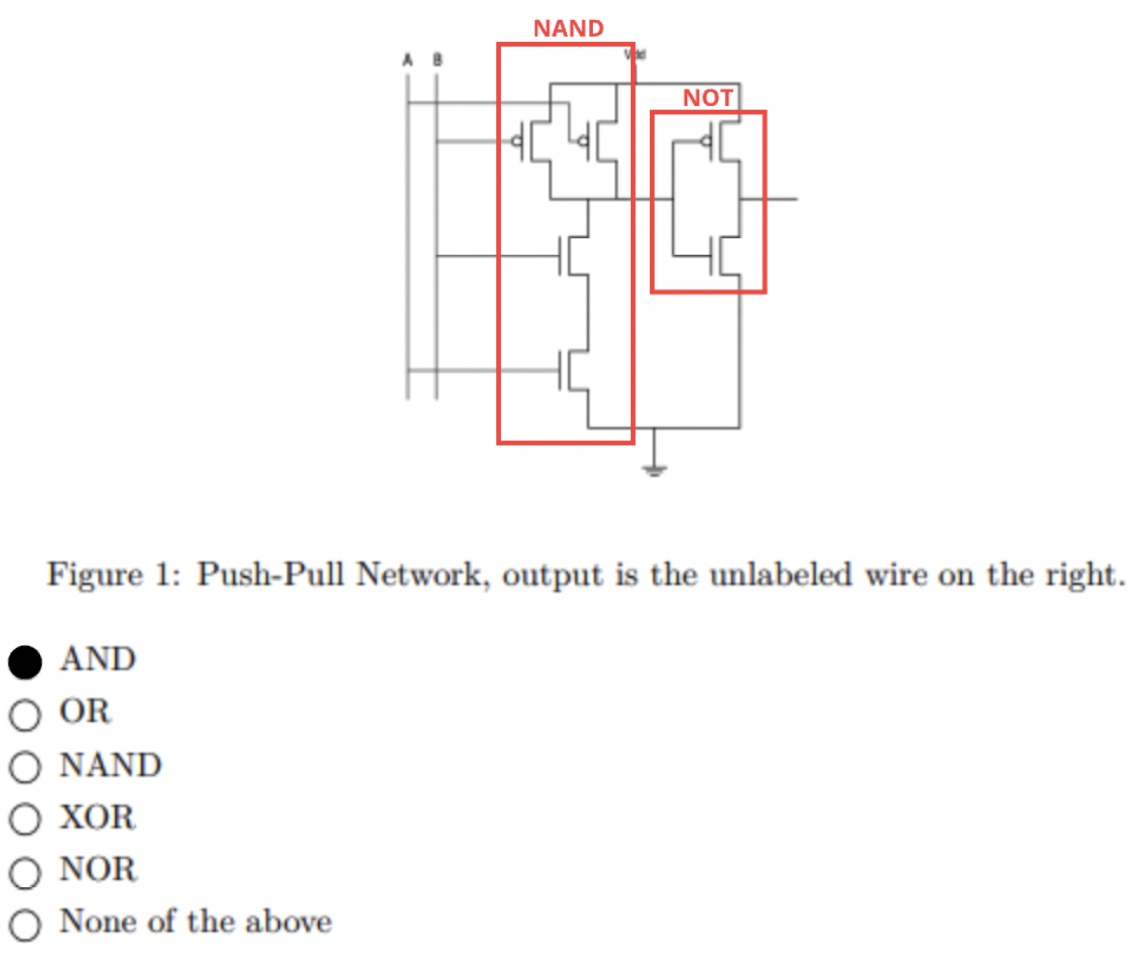 NAND
A B
Vdd
NOT
Figure 1: Push-Pull Network, output is the unlabeled wire on the right.
AND
OR
NAND
XOR
NOR
None of the above